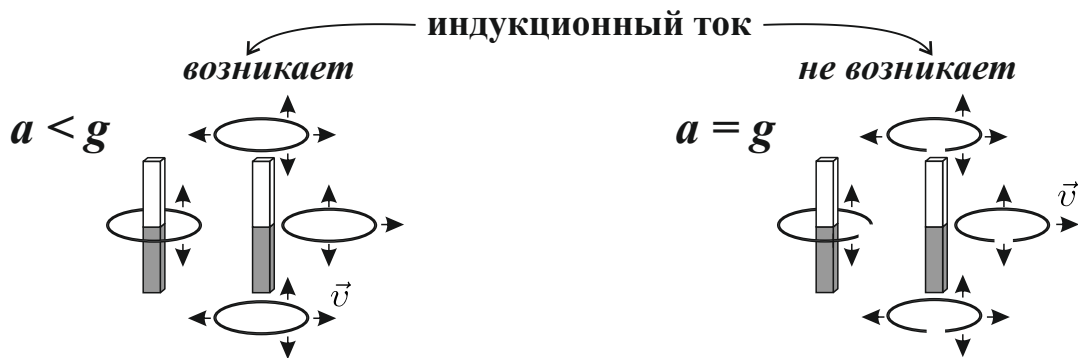 индукционный ток
возникает
не возникает
a < g
a = g
v⃗
v⃗